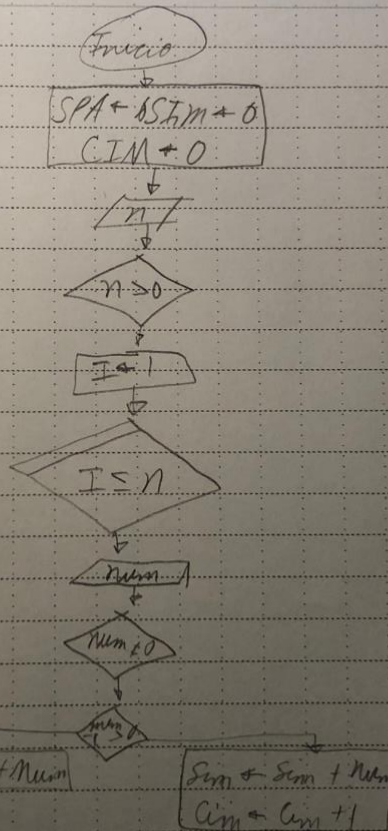 Inicio
SPA ← 0 SIM ← 0
CIM ← 0
n
n > 0
I ← 1
I ≤ n
num
Num ≠ 0
+ Num
Sim ← Sim + Num
Cim ← Cim + 1